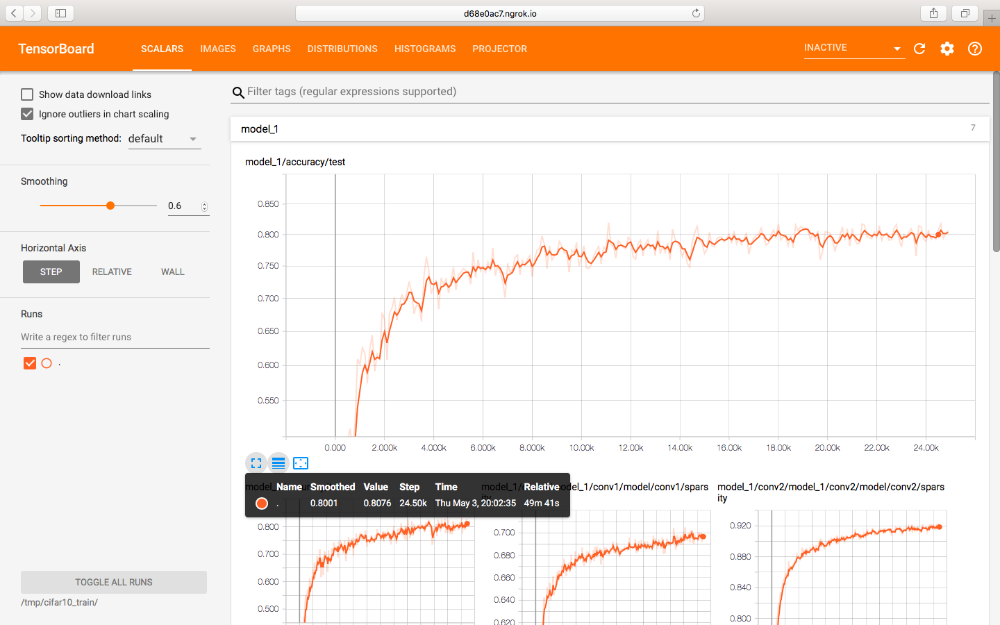 d68e0ac7.ngrok.io
TensorBoard SCALARS IMAGES GRAPHS DISTRIBUTIONS HISTOGRAMS PROJECTOR INACTIVE
Show data download links
Ignore outliers in chart scaling
Tooltip sorting method: default
Smoothing
0.6
Horizontal Axis
STEP RELATIVE WALL
Runs
Write a regex to filter runs
.
TOGGLE ALL RUNS
/tmp/cifar10_train/
Filter tags (regular expressions supported)
model_1 7
model_1/accuracy/test
0.850
0.800
0.750
0.700
0.650
0.600
0.550
0.000 2.000k 4.000k 6.000k 8.000k 10.00k 12.00k 14.00k 16.00k 18.00k 20.00k 22.00k 24.00k
Name Smoothed Value Step Time Relative
. 0.8001 0.8076 24.50k Thu May 3, 20:02:35 49m 41s
0.800
0.700
0.600
0.500
model_1/conv1/model/conv1/spars
ity
0.700
0.680
0.660
0.640
0.620
model_1/conv2/model_1/conv2/model/conv2/spars
ity
0.920
0.880
0.840
0.800